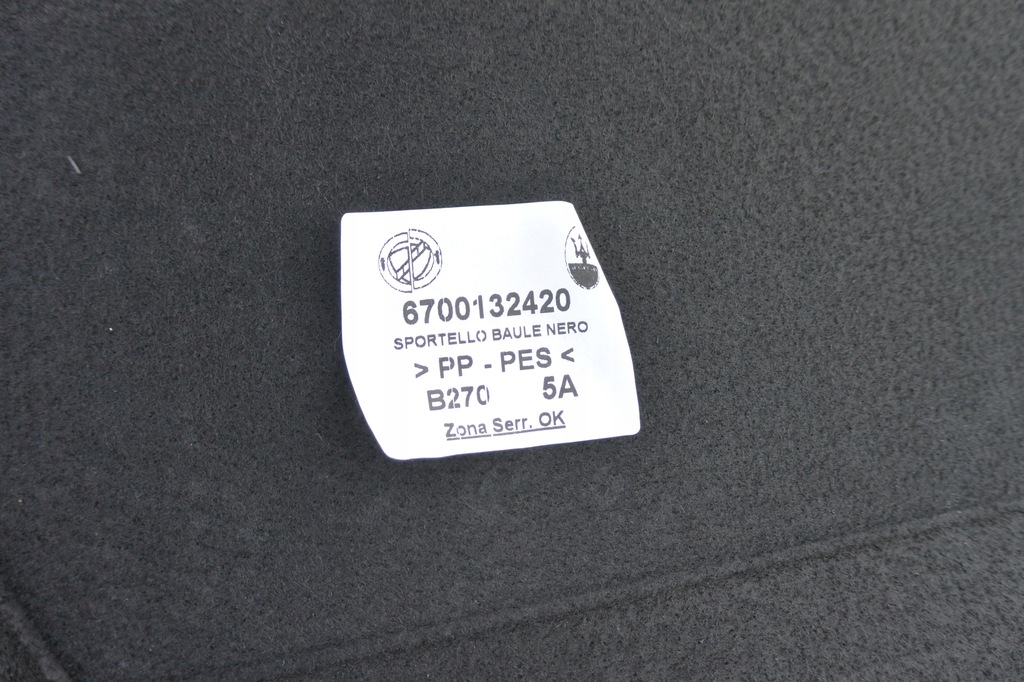 6700132420
SPORTELLO BAULE NERO
> PP - PES <
B270 5A
Zona Serr. OK